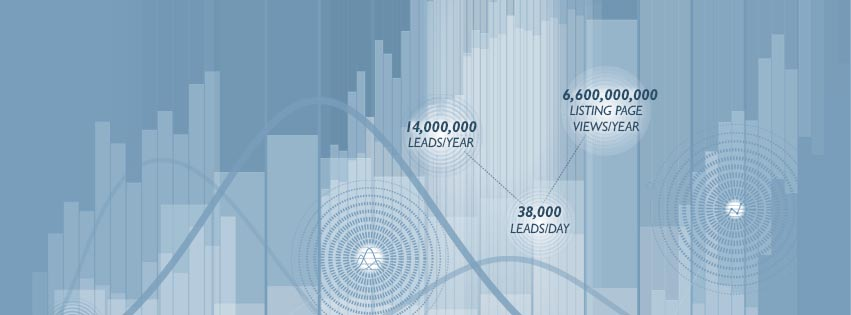 14,000,000
LEADS/YEAR
6,600,000,000
LISTING PAGE
VIEWS/YEAR
38,000
LEADS/DAY